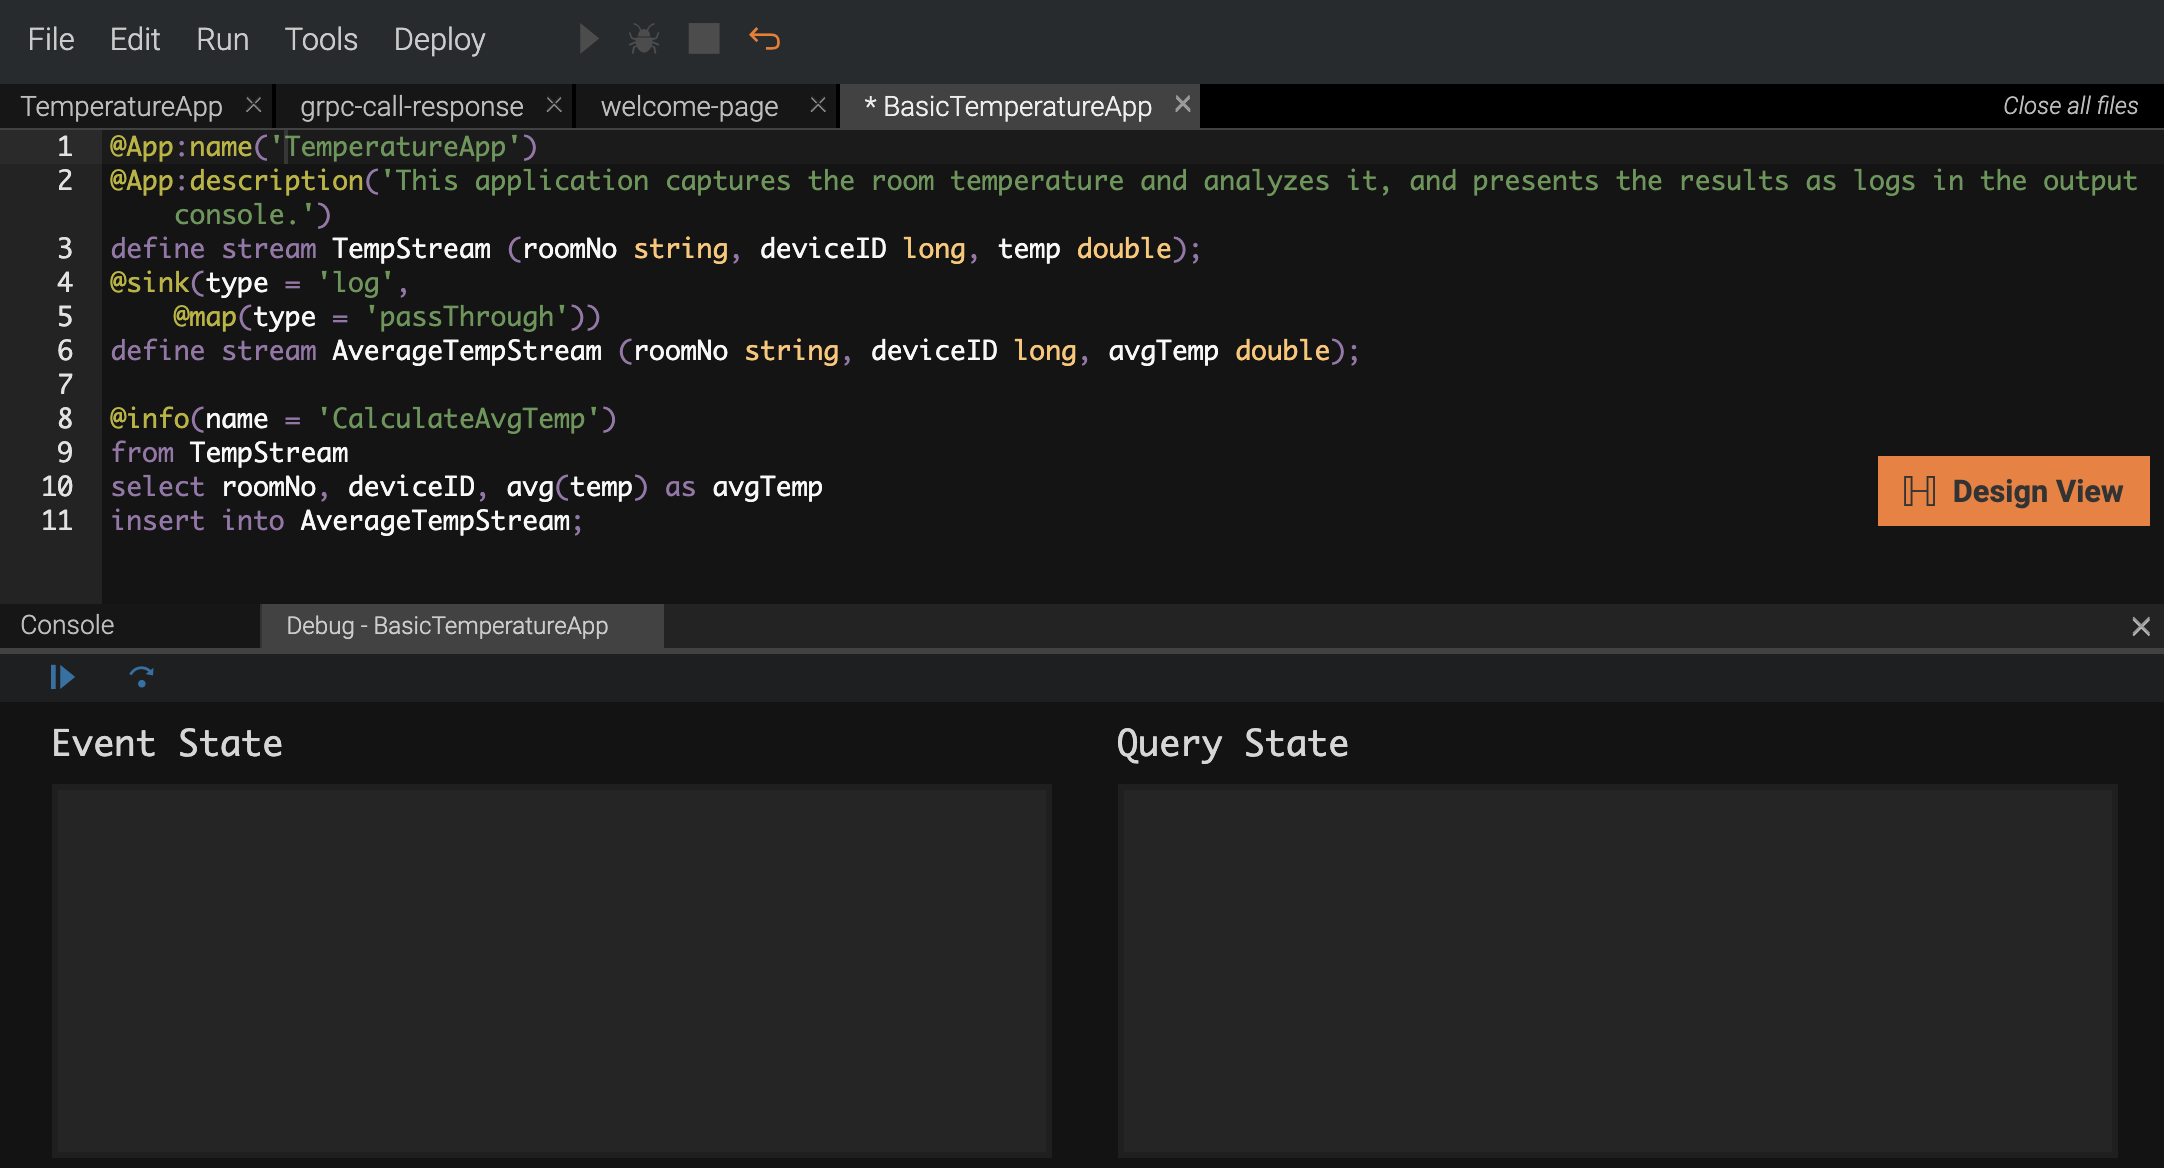 File Edit Run Tools Deploy
TemperatureApp grpc-call-response welcome-page * BasicTemperatureApp Close all files
1 @App:name('TemperatureApp')
2 @App:description('This application captures the room temperature and analyzes it, and presents the results as logs in the output
console.')
3 define stream TempStream (roomNo string, deviceID long, temp double);
4 @sink(type = 'log',
5 @map(type = 'passThrough'))
6 define stream AverageTempStream (roomNo string, deviceID long, avgTemp double);
7
8 @info(name = 'CalculateAvgTemp')
9 from TempStream
10 select roomNo, deviceID, avg(temp) as avgTemp
11 insert into AverageTempStream;
Design View
Console Debug - BasicTemperatureApp
Event State Query State